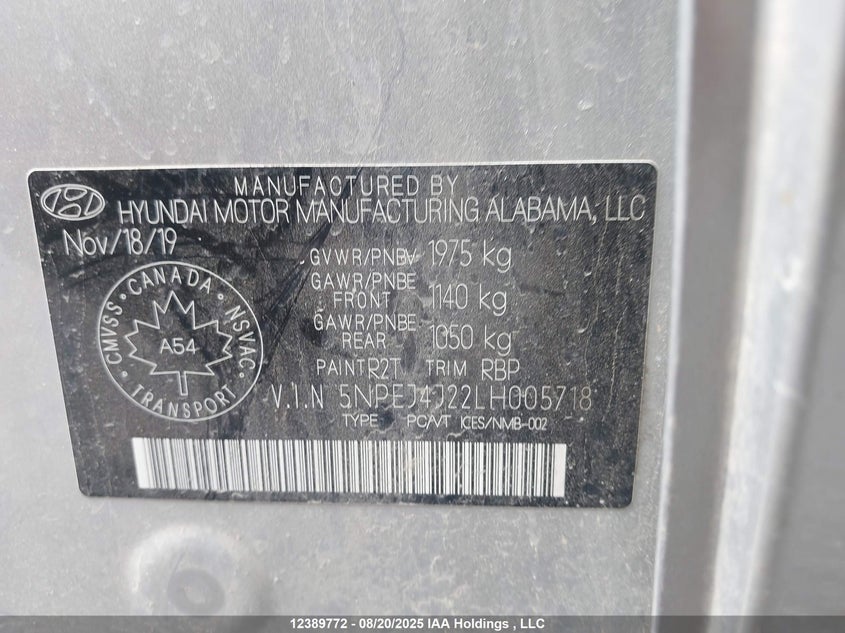 MANUFACTURED BY
HYUNDAI MOTOR MANUFACTURING ALABAMA, LLC
Nov/18/19
GVWR/PNBV 1975 kg
GAWR/PNBE FRONT 1140 kg
GAWR/PNBE REAR 1050 kg
PAINT R2T TRIM RBP
V.I.N 5NPEJ4J22LH005718
TYPE PCA/T ICES/NMB-002
CANADA
CMVSS · NSVAC
A54
TRANSPORT
12389772 - 08/20/2025 IAA Holdings , LLC